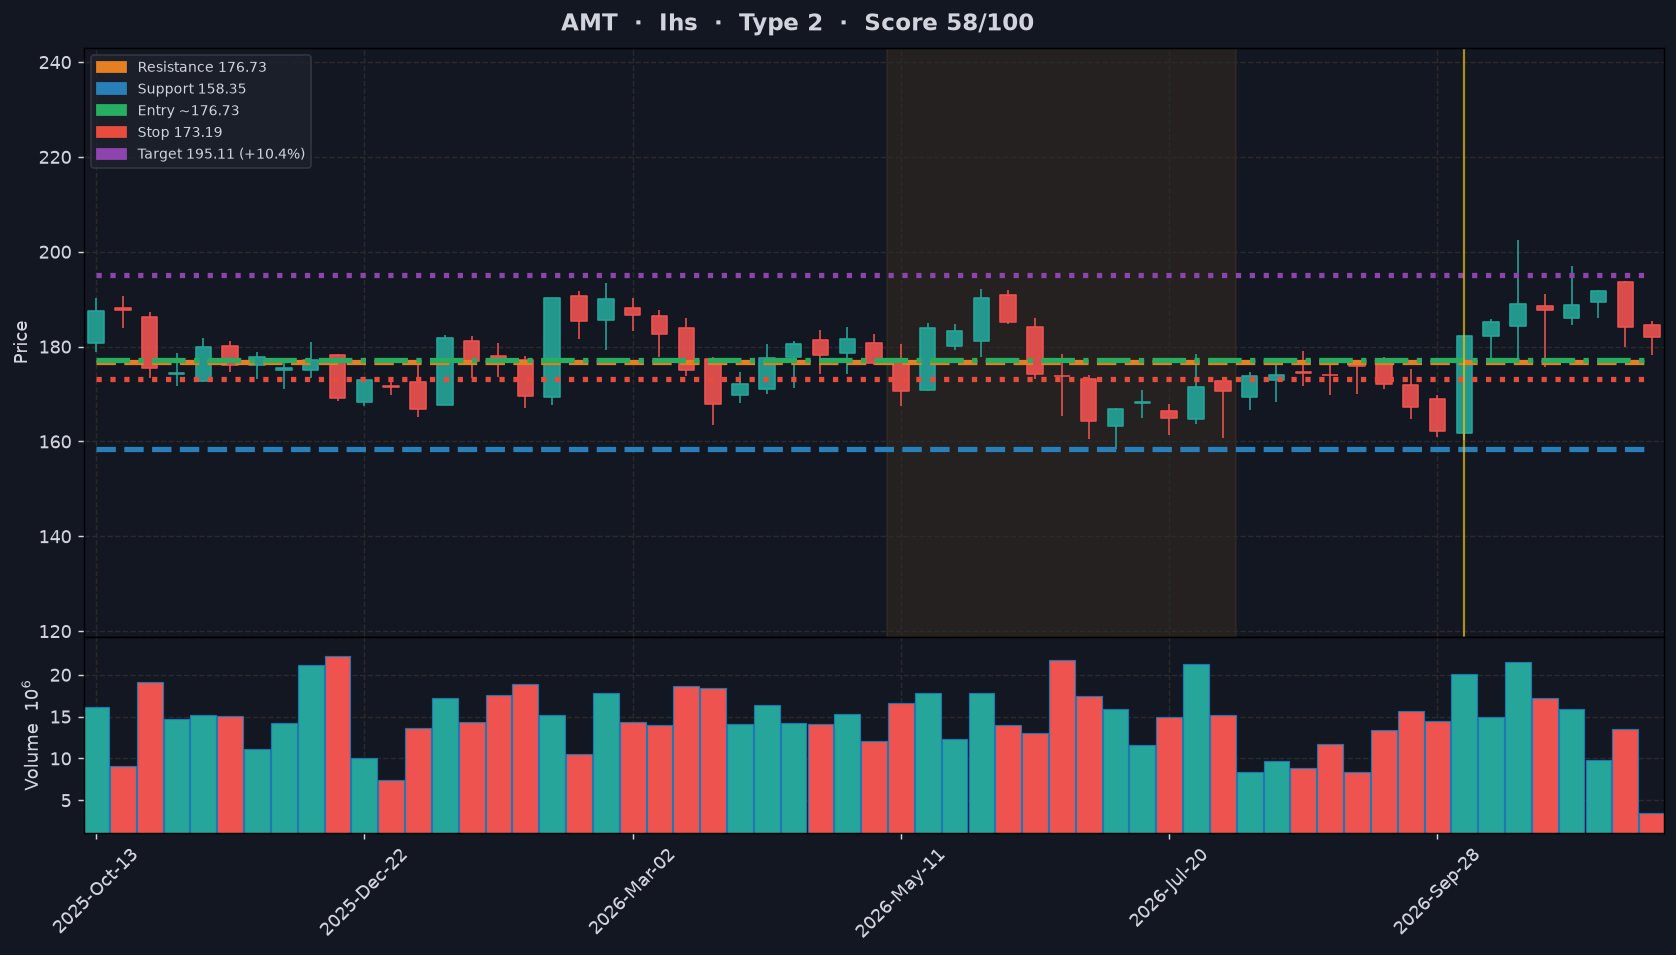 AMT · Ihs · Type 2 · Score 58/100
Resistance 176.73
Support 158.35
Entry ~176.73
Stop 173.19
Target 195.11 (+10.4%)
240
220
200
180
160
140
120
Price
20
15
10
5
Volume 10⁶
2025-Oct-13
2025-Dec-22
2026-Mar-02
2026-May-11
2026-Jul-20
2026-Sep-28